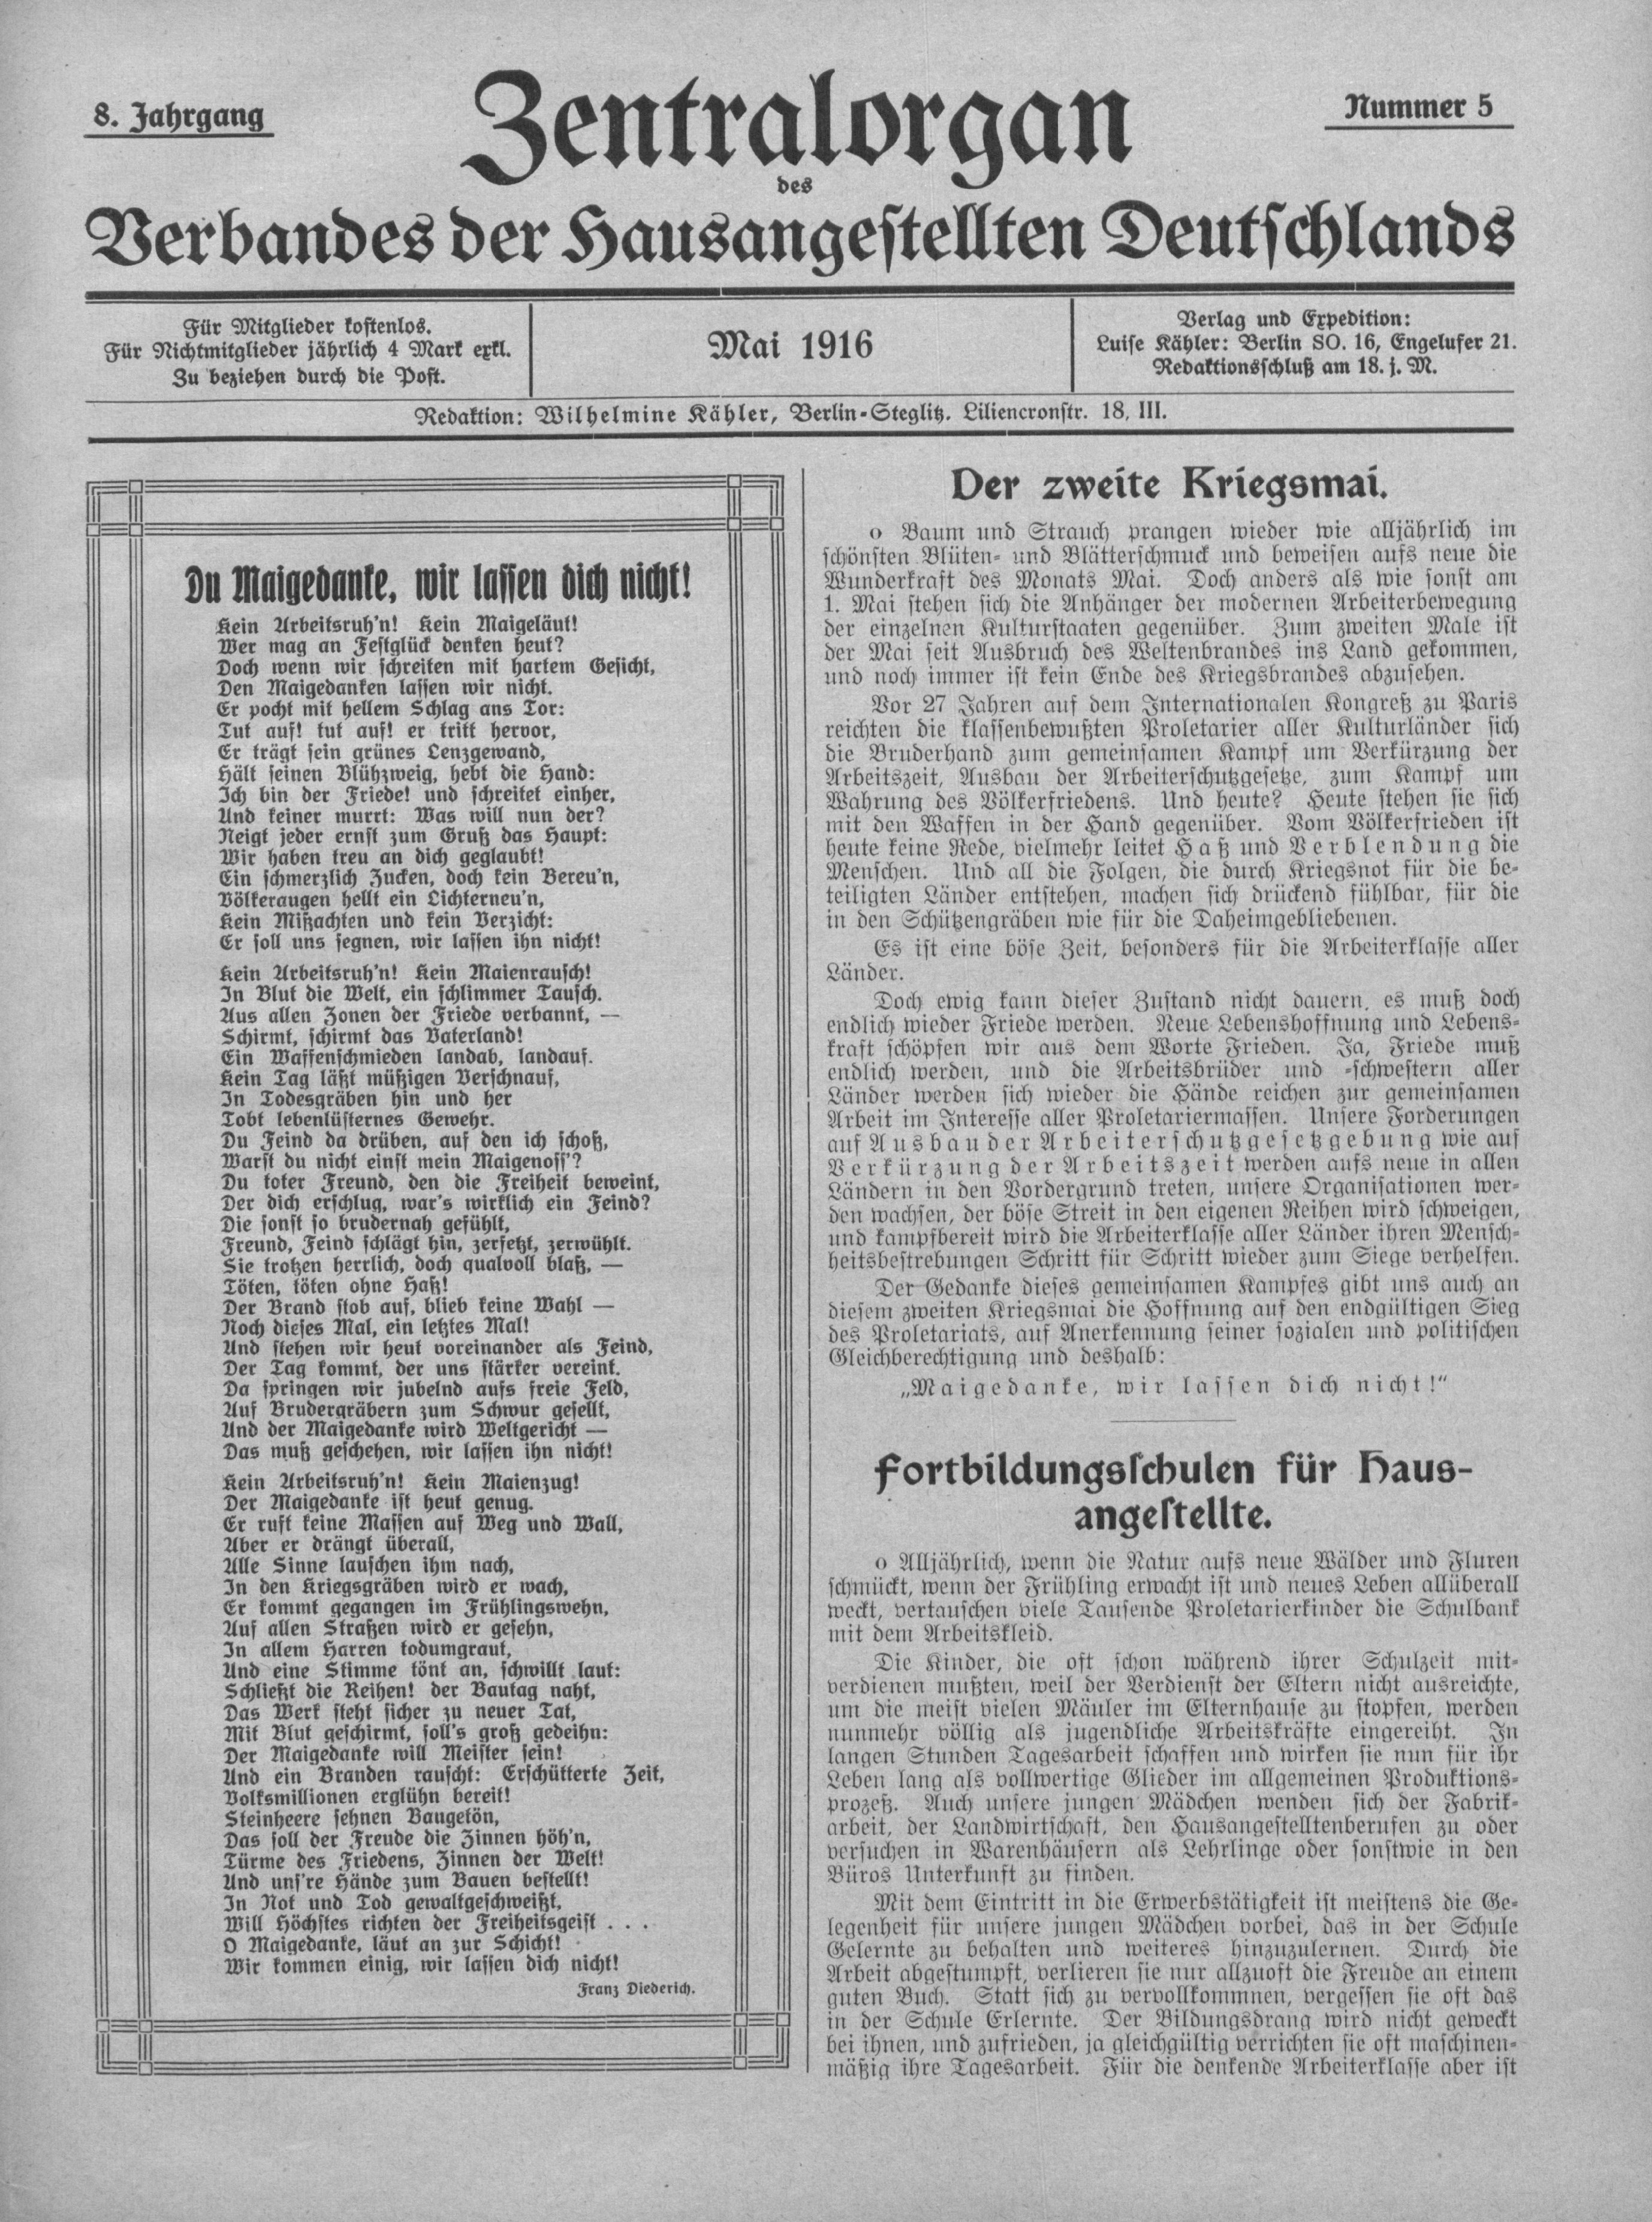 8. Jahrgang
Zentralorgan
Nummer 5
des
Verbandes der Hausangestellten Deutschlands
Für Mitglieder kostenlos.
Für Nichtmitglieder jährlich 4 Mark exkl.
Zu beziehen durch die Post.
Mai 1916
Verlag und Expedition:
Luise Kähler: Berlin SO. 16, Engelufer 21.
Redaktionsschluß am 18. j. M.
Redaktion: Wilhelmine Kähler, Berlin-Steglitz. Liliencronstr. 18, III.
Du Maigedanke, wir lassen dich nicht!
Kein Arbeitsruh'n! Kein Maigeläut!
Wer mag an Festglück denken heut?
Doch wenn wir schreiten mit hartem Gesicht,
Den Maigedanken lassen wir nicht.
Er pocht mit hellem Schlag ans Tor:
Tut auf! tut auf! er tritt hervor,
Er trägt sein grünes Lenzgewand,
Hält seinen Blühzweig, hebt die Hand:
Ich bin der Friede! und schreitet einher,
Und keiner murrt: Was will nun der?
Neigt jeder ernst zum Gruß das Haupt:
Wir haben treu an dich geglaubt!
Ein schmerzlich Zucken, doch kein Bereu'n,
Völkeraugen hellt ein Lichterneu'n,
Kein Mißachten und kein Verzicht:
Er soll uns segnen, wir lassen ihn nicht!
Kein Arbeitsruh'n! Kein Maienrausch!
In Blut die Welt, ein schlimmer Tausch.
Aus allen Zonen der Friede verbannt, —
Schirmt, schirmt das Vaterland!
Ein Waffenschmieden landab, landauf.
Kein Tag läßt müßigen Verschnauf,
In Todesgräben hin und her
Tobt lebenlüsternes Gewehr.
Du Feind da drüben, auf den ich schoß,
Warst du nicht einst mein Maigenoss'?
Du toter Freund, den die Freiheit beweint,
Der dich erschlug, war's wirklich ein Feind?
Die sonst so brudernah gefühlt,
Freund, Feind schlägt hin, zerfetzt, zerwühlt.
Sie trotzen herrlich, doch qualvoll blaß, —
Töten, töten ohne Haß!
Der Brand stob auf, blieb keine Wahl —
Noch dieses Mal, ein letztes Mal!
Und stehen wir heut voreinander als Feind,
Der Tag kommt, der uns stärker vereint.
Da springen wir jubelnd aufs freie Feld,
Auf Brudergräbern zum Schwur gesellt,
Und der Maigedanke wird Weltgericht —
Das muß geschehen, wir lassen ihn nicht!
Kein Arbeitsruh'n! Kein Maienzug!
Der Maigedanke ist heut genug.
Er ruft keine Massen auf Weg und Wall,
Aber er drängt überall,
Alle Sinne lauschen ihm nach,
In den Kriegsgräben wird er wach,
Er kommt gegangen im Frühlingswehn,
Auf allen Straßen wird er gesehn,
In allem Harren todumgraut,
Und eine Stimme tönt an, schwillt laut:
Schließt die Reihen! der Bautag naht,
Das Werk steht sicher zu neuer Tat,
Mit Blut geschirmt, soll's groß gedeihn:
Der Maigedanke will Meister sein!
Und ein Branden rauscht: Erschütterte Zeit,
Volksmillionen erglühn bereit!
Steinheere sehnen Baugetön,
Das soll der Freude die Zinnen höh'n,
Türme des Friedens, Zinnen der Welt!
Und uns're Hände zum Bauen bestellt!
In Not und Tod gewaltgeschweißt,
Will Höchstes richten der Freiheitsgeist . . .
O Maigedanke, läut an zur Schicht!
Wir kommen einig, wir lassen dich nicht!
Franz Diederich.
Der zweite Kriegsmai.
o Baum und Strauch prangen wieder wie alljährlich im
schönsten Blüten- und Blätterschmuck und beweisen aufs neue die
Wunderkraft des Monats Mai. Doch anders als wie sonst am
1. Mai stehen sich die Anhänger der modernen Arbeiterbewegung
der einzelnen Kulturstaaten gegenüber. Zum zweiten Male ist
der Mai seit Ausbruch des Weltenbrandes ins Land gekommen,
und noch immer ist kein Ende des Kriegsbrandes abzusehen.
Vor 27 Jahren auf dem Internationalen Kongreß zu Paris
reichten die klassenbewußten Proletarier aller Kulturländer sich
die Bruderhand zum gemeinsamen Kampf um Verkürzung der
Arbeitszeit, Ausbau der Arbeiterschutzgesetze, zum Kampf um
Wahrung des Völkerfriedens. Und heute? Heute stehen sie sich
mit den Waffen in der Hand gegenüber. Vom Völkerfrieden ist
heute keine Rede, vielmehr leitet Haß und Verblendung die
Menschen. Und all die Folgen, die durch Kriegsnot für die be-
teiligten Länder entstehen, machen sich drückend fühlbar, für die
in den Schützengräben wie für die Daheimgebliebenen.
Es ist eine böse Zeit, besonders für die Arbeiterklasse aller
Länder.
Doch ewig kann dieser Zustand nicht dauern, es muß doch
endlich wieder Friede werden. Neue Lebenshoffnung und Lebens-
kraft schöpfen wir aus dem Worte Frieden. Ja, Friede muß
endlich werden, und die Arbeitsbrüder und -schwestern aller
Länder werden sich wieder die Hände reichen zur gemeinsamen
Arbeit im Interesse aller Proletariermassen. Unsere Forderungen
auf Ausbau der Arbeiterschutzgesetzgebung wie auf
Verkürzung der Arbeitszeit werden aufs neue in allen
Ländern in den Vordergrund treten, unsere Organisationen wer-
den wachsen, der böse Streit in den eigenen Reihen wird schweigen,
und kampfbereit wird die Arbeiterklasse aller Länder ihren Mensch-
heitsbestrebungen Schritt für Schritt wieder zum Siege verhelfen.
Der Gedanke dieses gemeinsamen Kampfes gibt uns auch an
diesem zweiten Kriegsmai die Hoffnung auf den endgültigen Sieg
des Proletariats, auf Anerkennung seiner sozialen und politischen
Gleichberechtigung und deshalb:
„Maigedanke, wir lassen dich nicht!"
Fortbildungsschulen für Haus-
angestellte.
o Alljährlich, wenn die Natur aufs neue Wälder und Fluren
schmückt, wenn der Frühling erwacht ist und neues Leben allüberall
weckt, vertauschen viele Tausende Proletarierkinder die Schulbank
mit dem Arbeitskleid.
Die Kinder, die oft schon während ihrer Schulzeit mit-
verdienen mußten, weil der Verdienst der Eltern nicht ausreichte,
um die meist vielen Mäuler im Elternhause zu stopfen, werden
nunmehr völlig als jugendliche Arbeitskräfte eingereiht. In
langen Stunden Tagesarbeit schaffen und wirken sie nun für ihr
Leben lang als vollwertige Glieder im allgemeinen Produktions-
prozeß. Auch unsere jungen Mädchen wenden sich der Fabrik-
arbeit, der Landwirtschaft, den Hausangestelltenberufen zu oder
versuchen in Warenhäusern als Lehrlinge oder sonstwie in den
Büros Unterkunft zu finden.
Mit dem Eintritt in die Erwerbstätigkeit ist meistens die Ge-
legenheit für unsere jungen Mädchen vorbei, das in der Schule
Gelernte zu behalten und weiteres hinzuzulernen. Durch die
Arbeit abgestumpft, verlieren sie nur allzuoft die Freude an einem
guten Buch. Statt sich zu vervollkommnen, vergessen sie oft das
in der Schule Erlernte. Der Bildungsdrang wird nicht geweckt
bei ihnen, und zufrieden, ja gleichgültig verrichten sie oft maschinen-
mäßig ihre Tagesarbeit. Für die denkende Arbeiterklasse aber ist